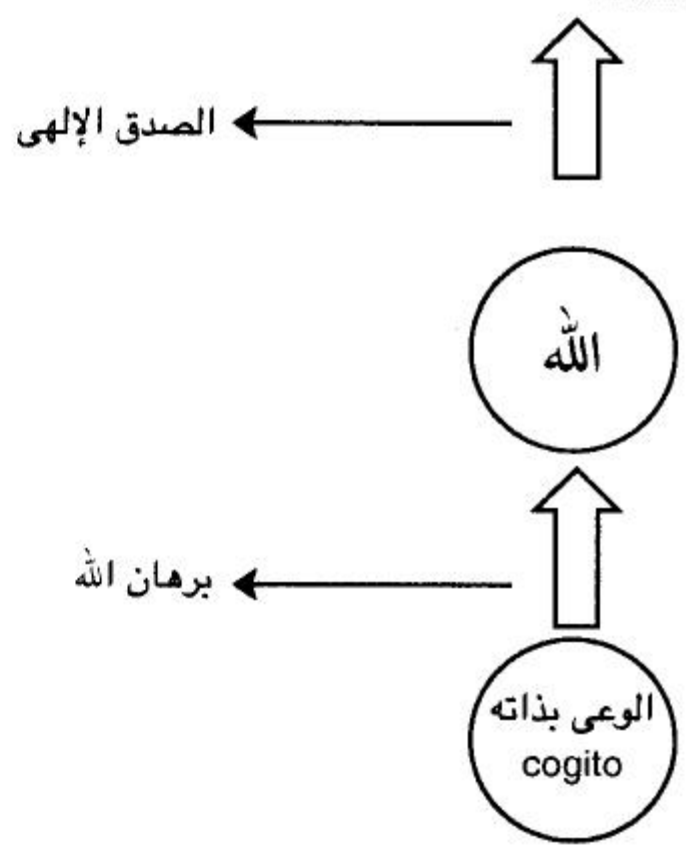 الصدق الإلهى
الله
برهان الله
الوعى بذاته
cogito